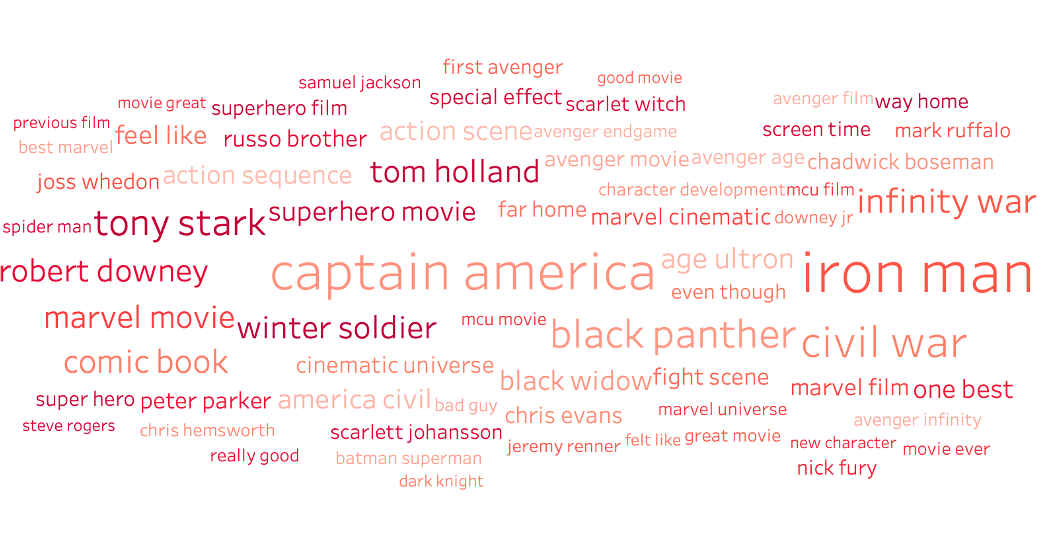 first avenger
samuel jackson
good movie
movie great
superhero film
special effect
scarlet witch
avenger film
way home
previous film
feel like
russo brother
action scene
avenger endgame
screen time
mark ruffalo
best marvel
joss whedon
action sequence
tom holland
avenger movie
avenger age
chadwick boseman
character development
mcu film
infinity war
spider man
tony stark
superhero movie
far home
marvel cinematic
downey jr
robert downey
captain america
age ultron
even though
iron man
marvel movie
winter soldier
mcu movie
black panther
civil war
comic book
cinematic universe
black widow
fight scene
marvel film
one best
super hero
peter parker
america civil
bad guy
chris evans
marvel universe
avenger infinity
steve rogers
chris hemsworth
scarlett johansson
jeremy renner
felt like
great movie
new character
movie ever
really good
batman superman
nick fury
dark knight